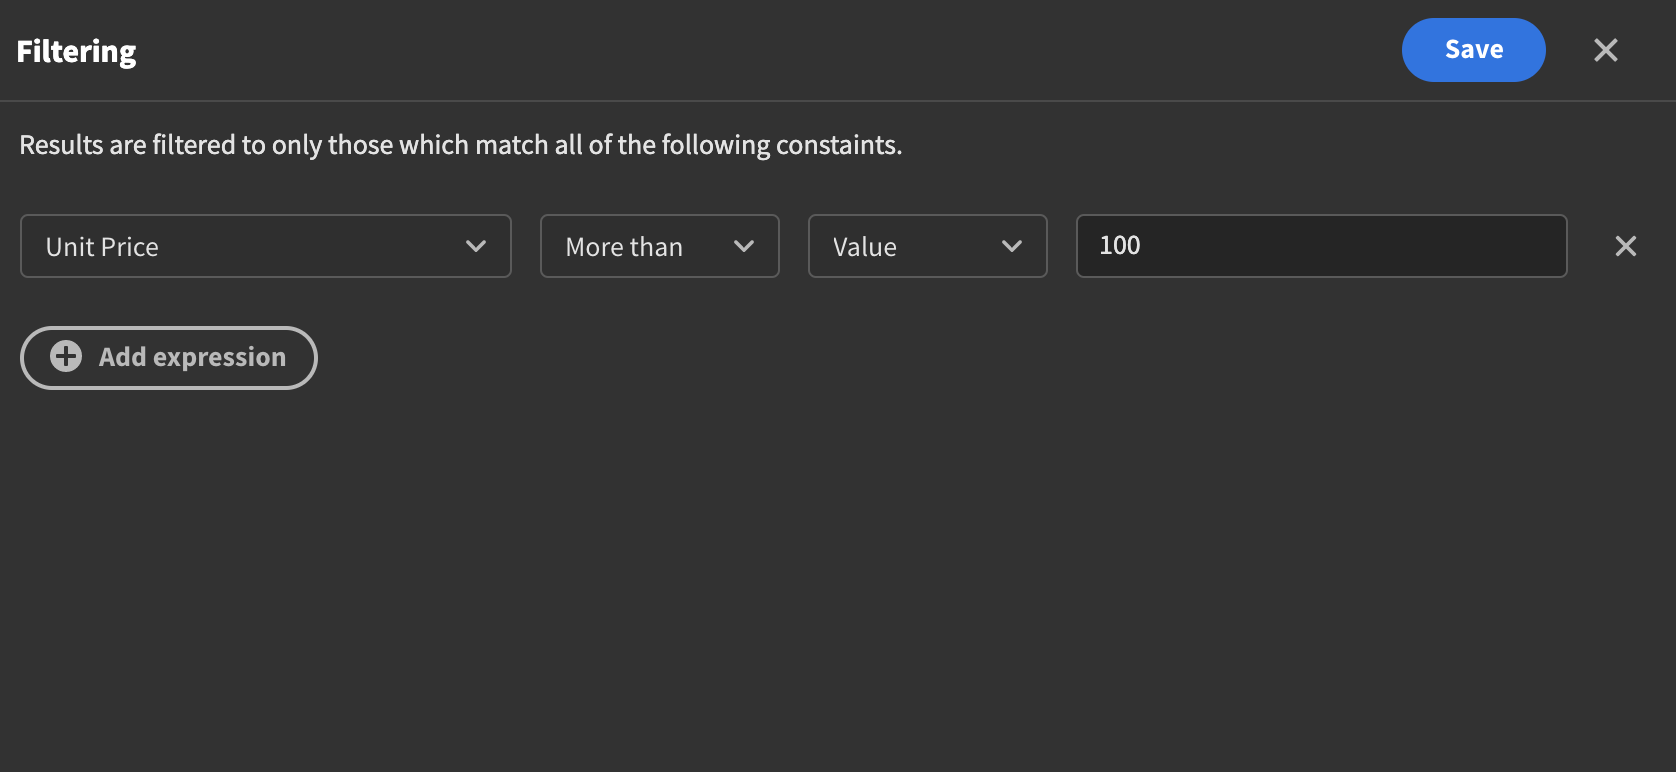 Filtering
Save
Results are filtered to only those which match all of the following constaints.
Unit Price More than Value 100
Add expression